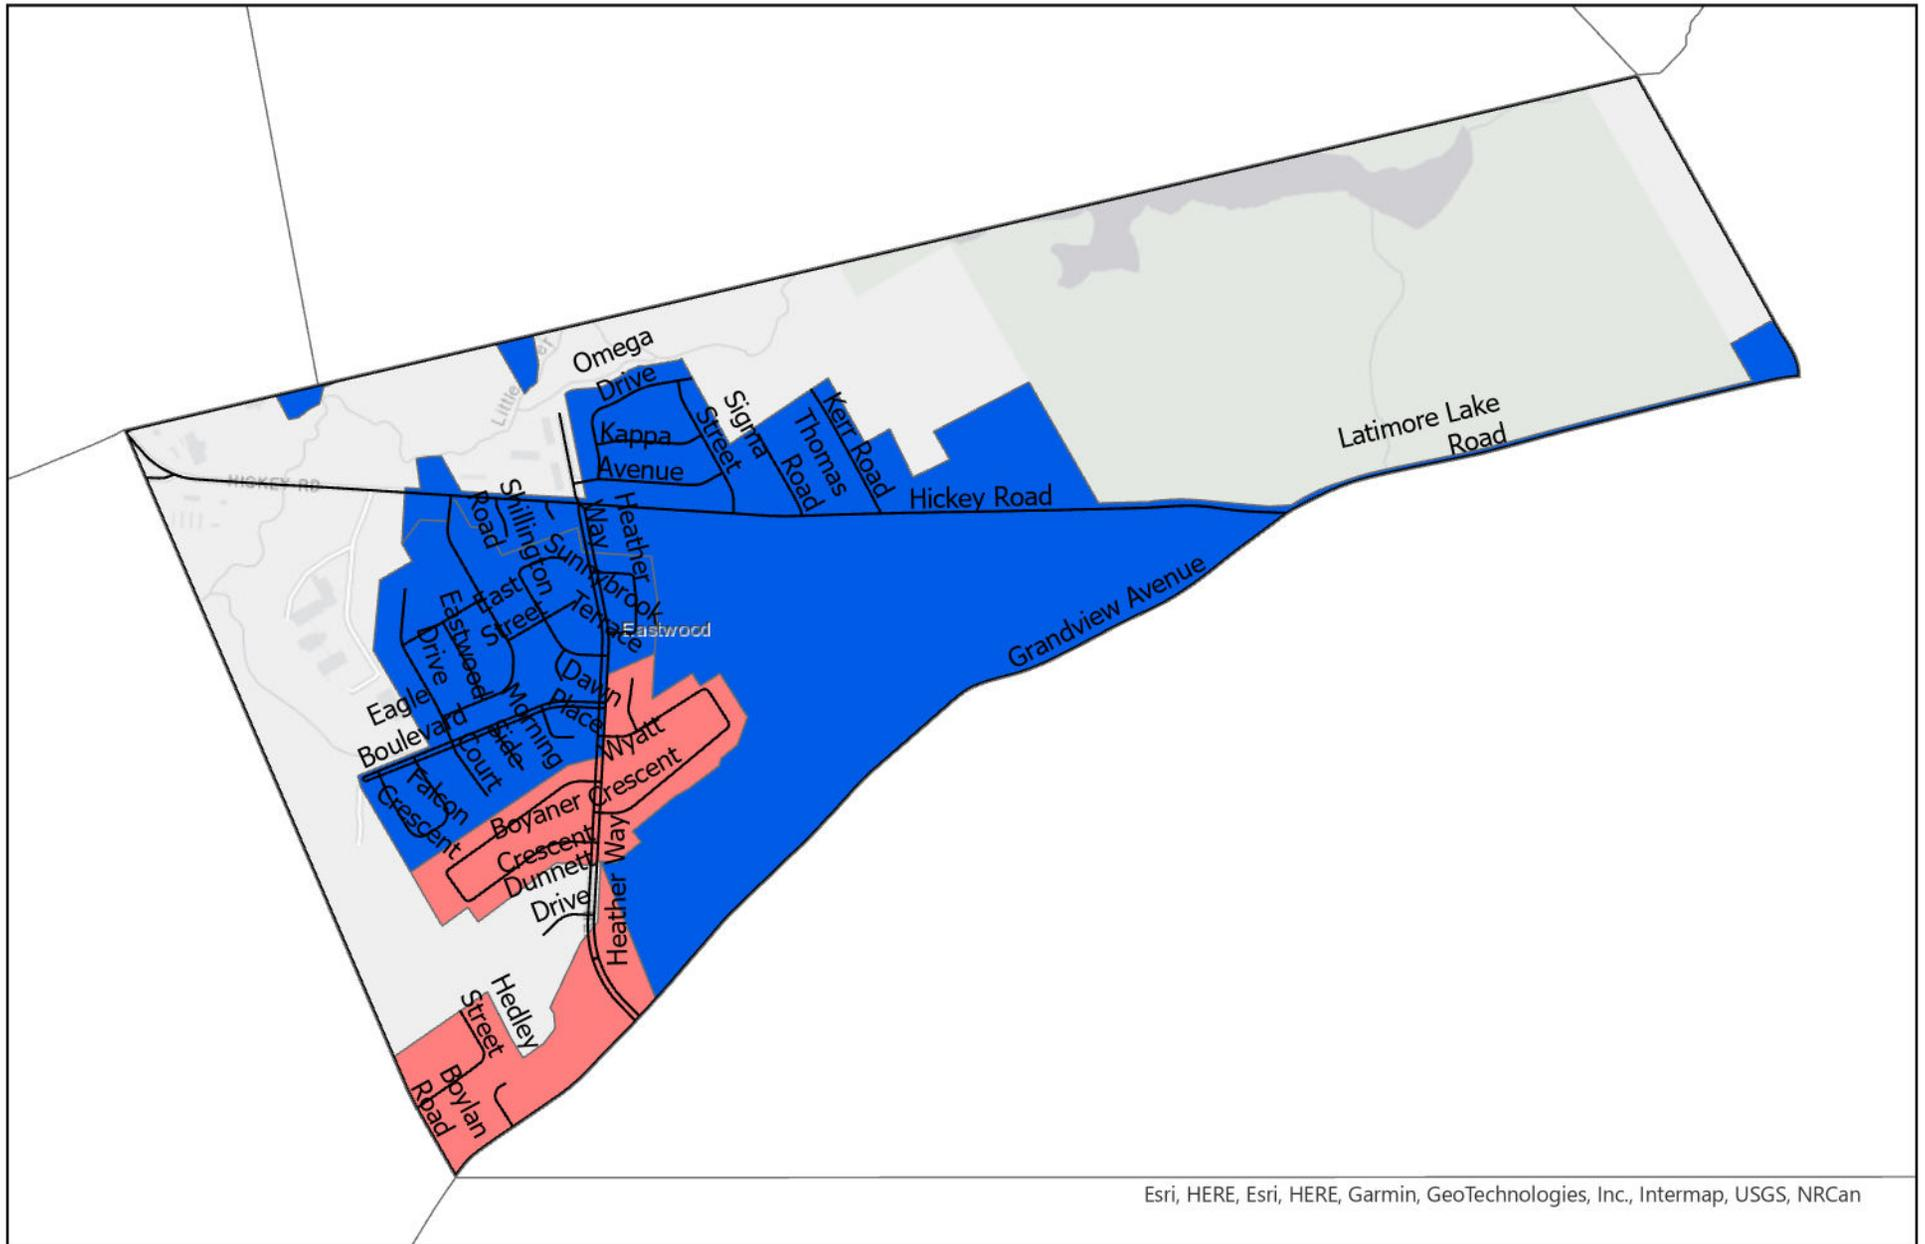 Omega
Drive
Kappa
Avenue
Sigma
Street
Kerr Road
Thomas
Road
Latimore Lake
Road
Hickey Road
HICKEY RD
Little
er
Shillington
Road
Heather
Way
Sunnybrook
Terrace
East
Street
Eastwood
Drive
Eastwood
Grandview Avenue
Dawn
Place
Eagle
Boulevard
Morning
Side
Court
Falcon
Crescent
Wyatt
Crescent
Boyaner
Crescent
Dunnett
Drive
Heather Way
Hedley
Street
Boylan
Road
Esri, HERE, Esri, HERE, Garmin, GeoTechnologies, Inc., Intermap, USGS, NRCan